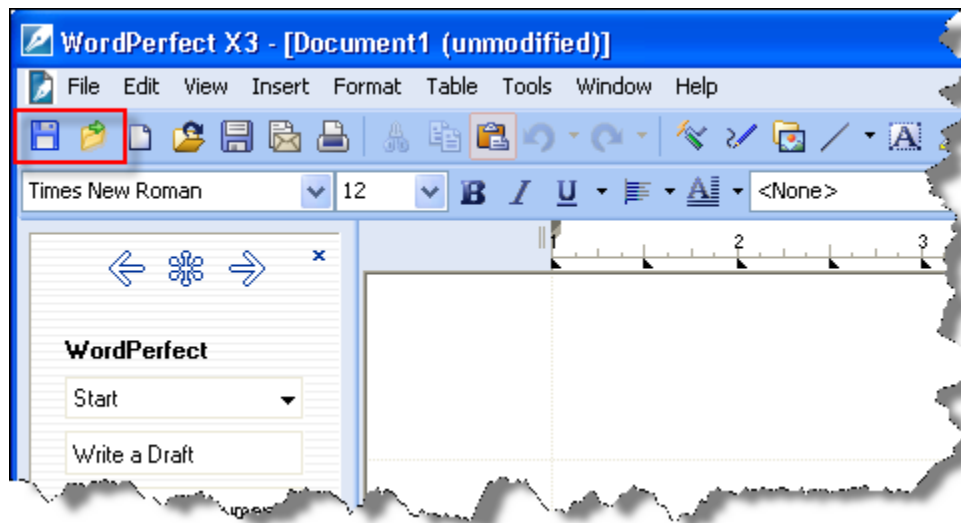 WordPerfect X3 - [Document1 (unmodified)]
File Edit View Insert Format Table Tools Window Help
A
Times New Roman 12 B I U A <None>
1 2 3
x
WordPerfect
Start
Write a Draft